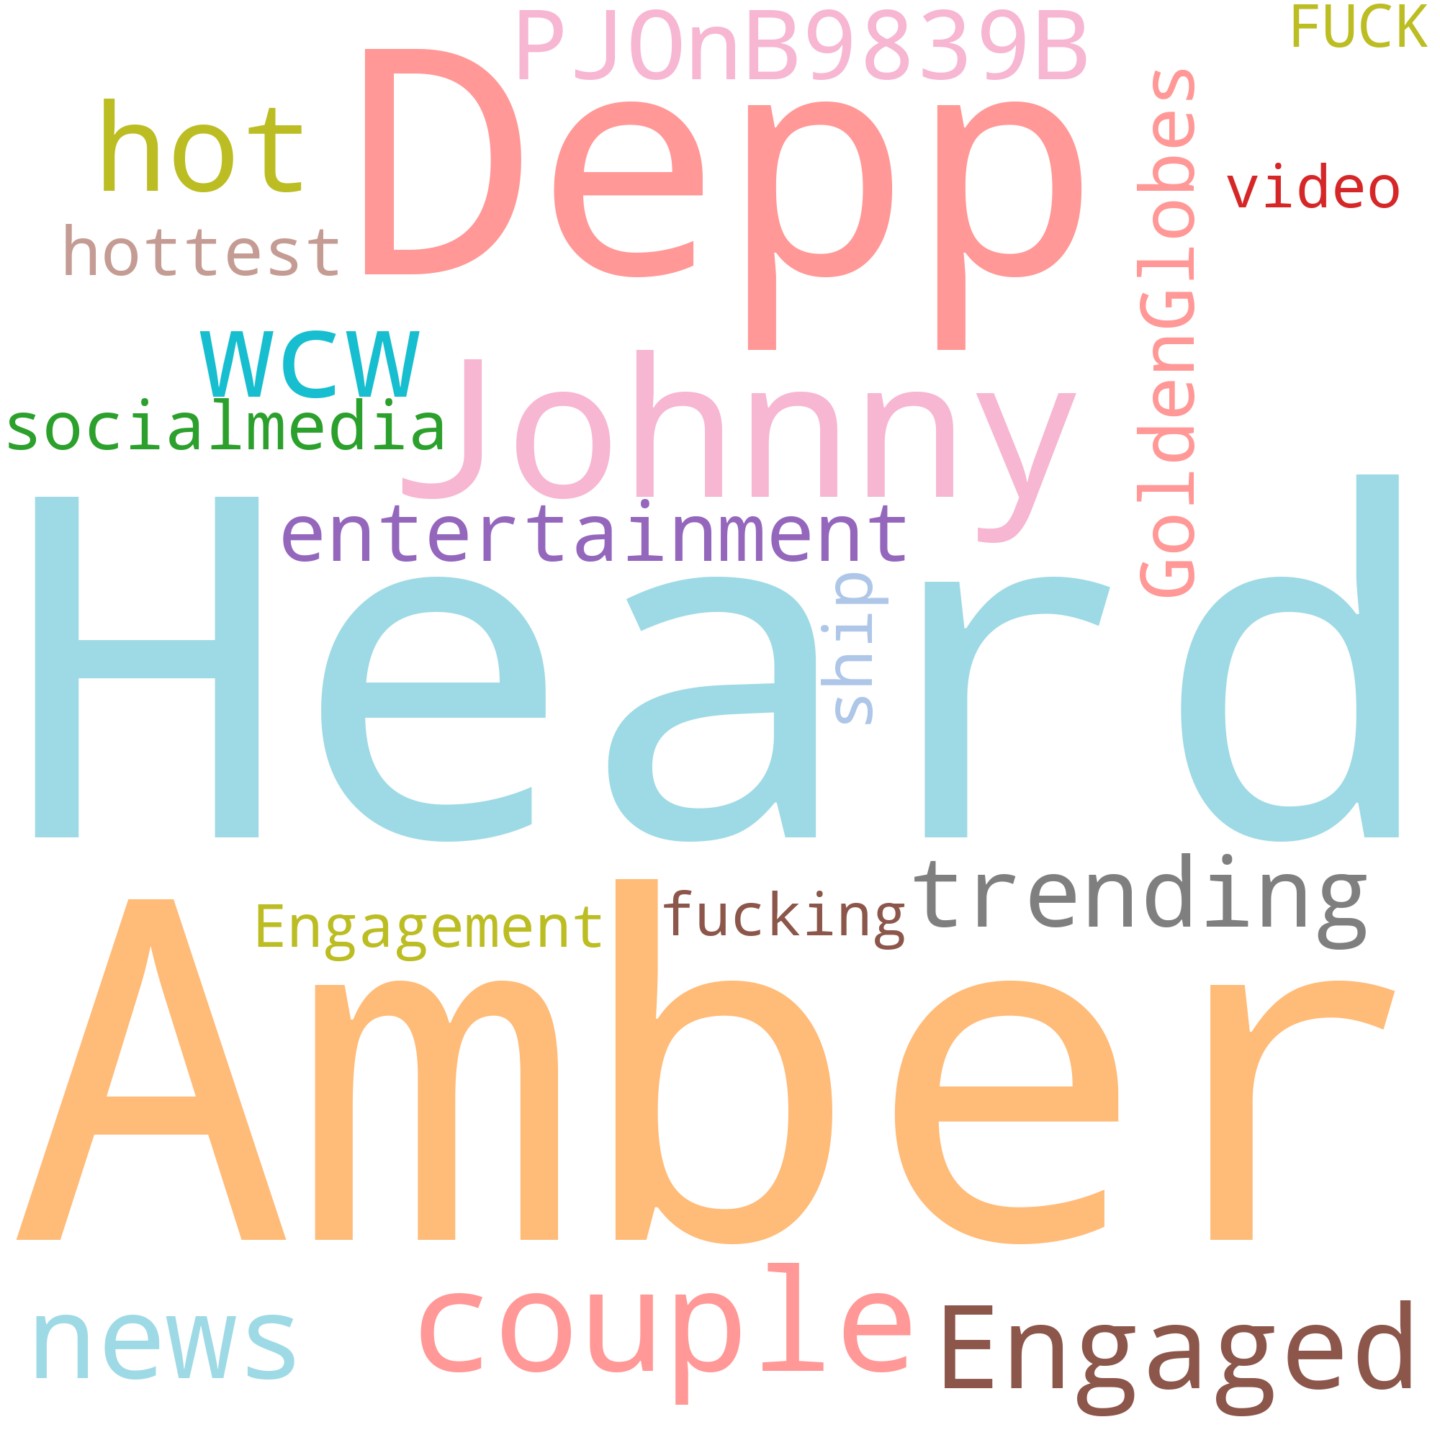 PJOnB9839B
FUCK
Depp
hot
GoldenGlobes
video
hottest
wcw
Johnny
socialmedia
entertainment
Heard
ship
trending
Engagement
fucking
Amber
news
couple
Engaged